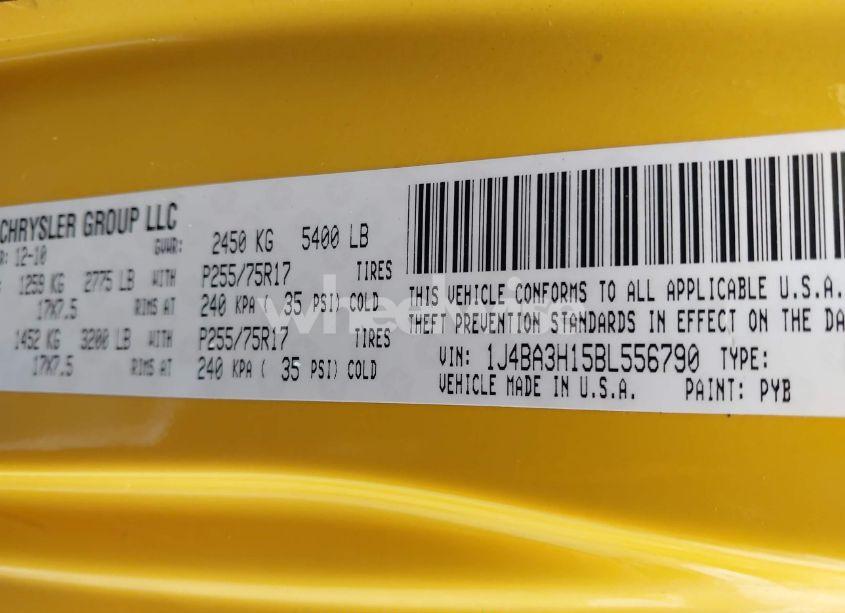 CHRYSLER GROUP LLC
R: 12-10 GVWR: 2450 KG 5400 LB
: 1259 KG 2775 LB WITH P255/75R17 TIRES
17X7.5 RIMS AT 240 KPA ( 35 PSI) COLD
1452 KG 3200 LB WITH P255/75R17 TIRES
17X7.5 RIMS AT 240 KPA ( 35 PSI) COLD
THIS VEHICLE CONFORMS TO ALL APPLICABLE U.S.A.
THEFT PREVENTION STANDARDS IN EFFECT ON THE DA
VIN: 1J4BA3H15BL556790 TYPE:
VEHICLE MADE IN U.S.A. PAINT: PYB